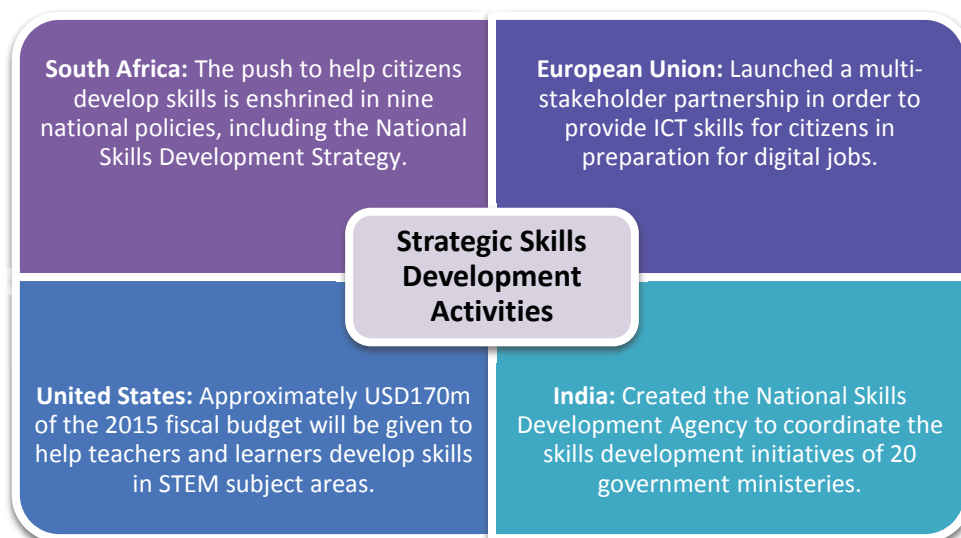 South Africa: The push to help citizens
develop skills is enshrined in nine
national policies, including the National
Skills Development Strategy.
European Union: Launched a multi-
stakeholder partnership in order to
provide ICT skills for citizens in
preparation for digital jobs.
Strategic Skills
Development
Activities
United States: Approximately USD170m
of the 2015 fiscal budget will be given to
help teachers and learners develop skills
in STEM subject areas.
India: Created the National Skills
Development Agency to coordinate the
skills development initiatives of 20
government ministeries.